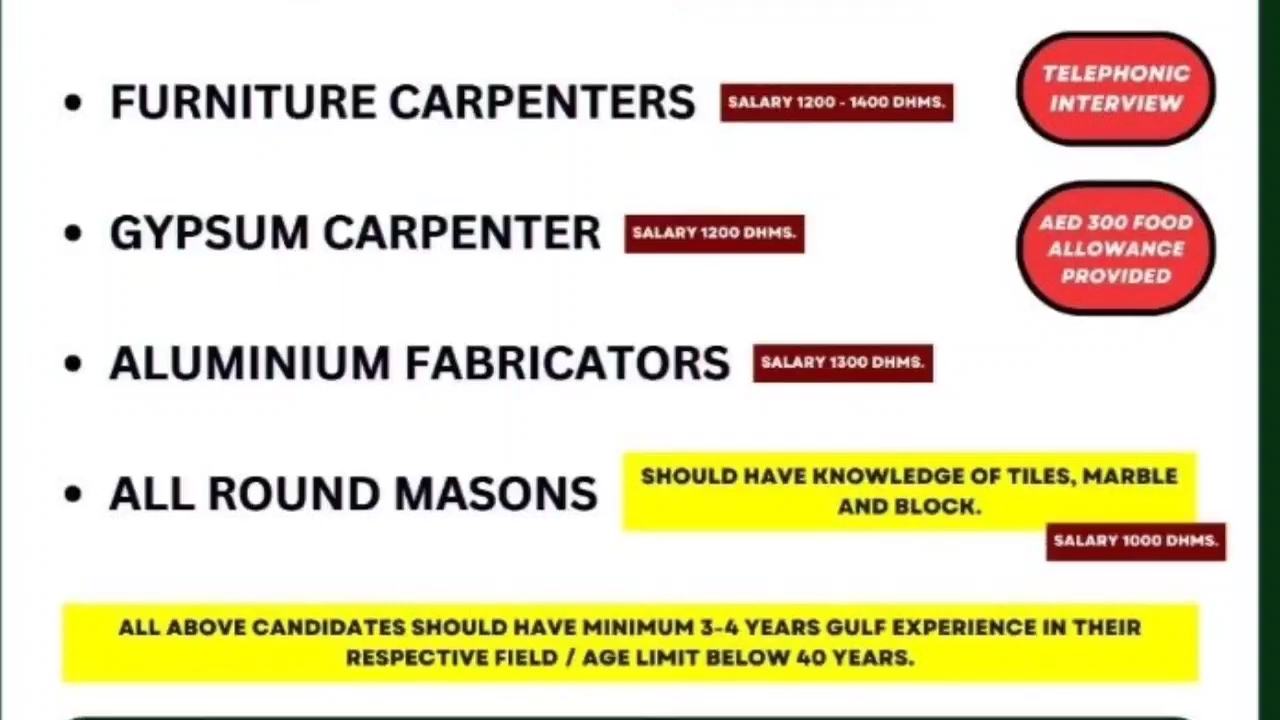 FURNITURE CARPENTERS SALARY 1200 - 1400 DHMS.
TELEPHONIC
INTERVIEW
GYPSUM CARPENTER SALARY 1200 DHMS.
AED 300 FOOD
ALLOWANCE
PROVIDED
ALUMINIUM FABRICATORS SALARY 1300 DHMS.
ALL ROUND MASONS
SHOULD HAVE KNOWLEDGE OF TILES, MARBLE
AND BLOCK.
SALARY 1000 DHMS.
ALL ABOVE CANDIDATES SHOULD HAVE MINIMUM 3-4 YEARS GULF EXPERIENCE IN THEIR
RESPECTIVE FIELD / AGE LIMIT BELOW 40 YEARS.